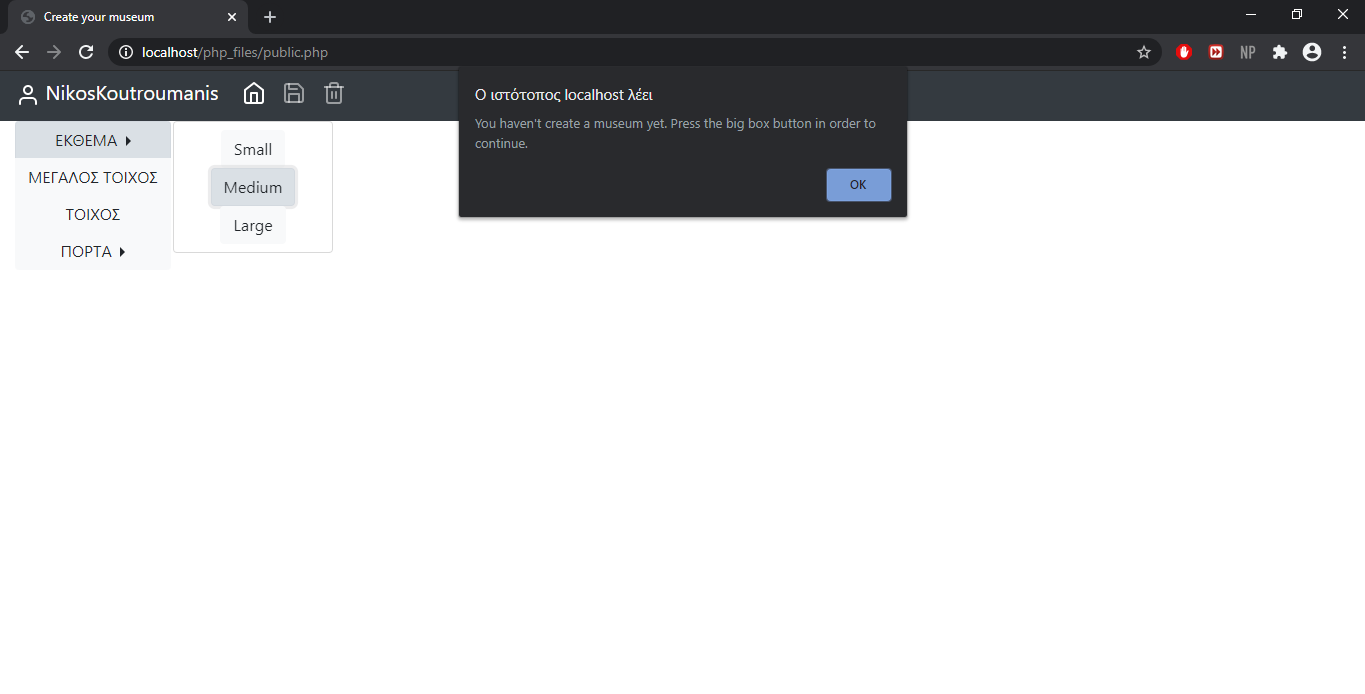 Create your museum
localhost/php_files/public.php
NP
NikosKoutroumanis
Ο ιστότοπος localhost λέει
You haven't create a museum yet. Press the big box button in order to
continue.
OK
ΕΚΘΕΜΑ
ΜΕΓΑΛΟΣ ΤΟΙΧΟΣ
ΤΟΙΧΟΣ
ΠΟΡΤΑ
Small
Medium
Large